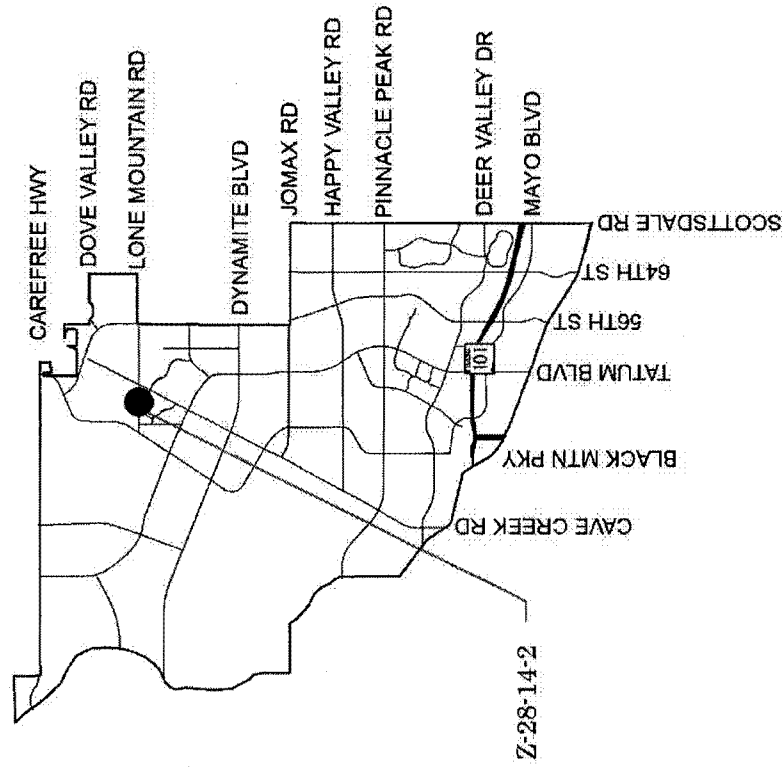 CAREFREE HWY
DOVE VALLEY RD
LONE MOUNTAIN RD
DYNAMITE BLVD
JOMAX RD
HAPPY VALLEY RD
PINNACLE PEAK RD
DEER VALLEY DR
MAYO BLVD
SCOTTSDALE RD
64TH ST
56TH ST
TATUM BLVD
101
BLACK MTN PKY
CAVE CREEK RD
Z-28-14-2